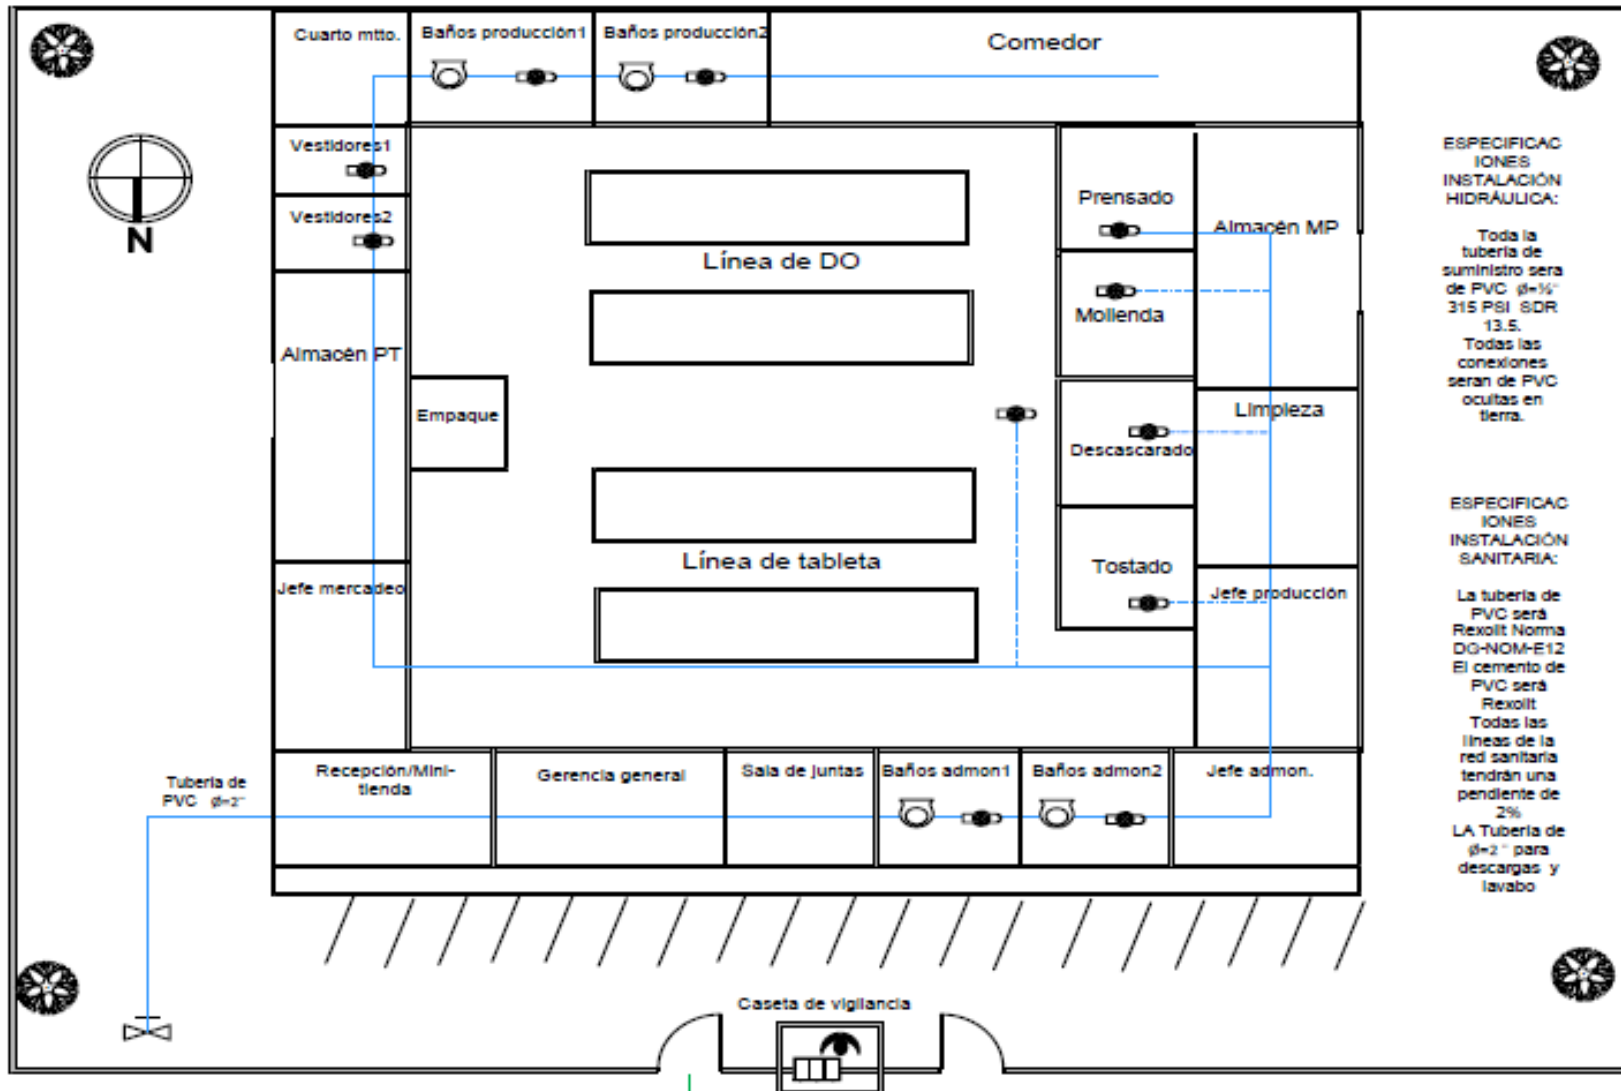 Cuarto mtto.
Baños producción1
Baños producción2
Comedor
Vestidores1
Vestidores2
N
Línea de DO
Prensado
Almacén MP
Molienda
Almacén PT
Empaque
Limpieza
Descascarado
Línea de tableta
Tostado
Jefe mercadeo
Jefe producción
Recepción/Mini-
tienda
Gerencia general
Sala de juntas
Baños admon1
Baños admon2
Jefe admon.
Tubería de
PVC ø=2"
Caseta de vigilancia
ESPECIFICAC
IONES
INSTALACIÓN
HIDRÁULICA:
Toda la
tubería de
suministro sera
de PVC ø=½"
315 PSI SDR
13.5.
Todas las
conexiones
seran de PVC
ocultas en
tierra.
ESPECIFICAC
IONES
INSTALACIÓN
SANITARIA:
La tubería de
PVC será
Rexolit Norma
DG-NOM-E12
El cemento de
PVC será
Rexolit
Todas las
líneas de la
red sanitaria
tendrán una
pendiente de
2%
LA Tubería de
ø=2" para
descargas y
lavabo